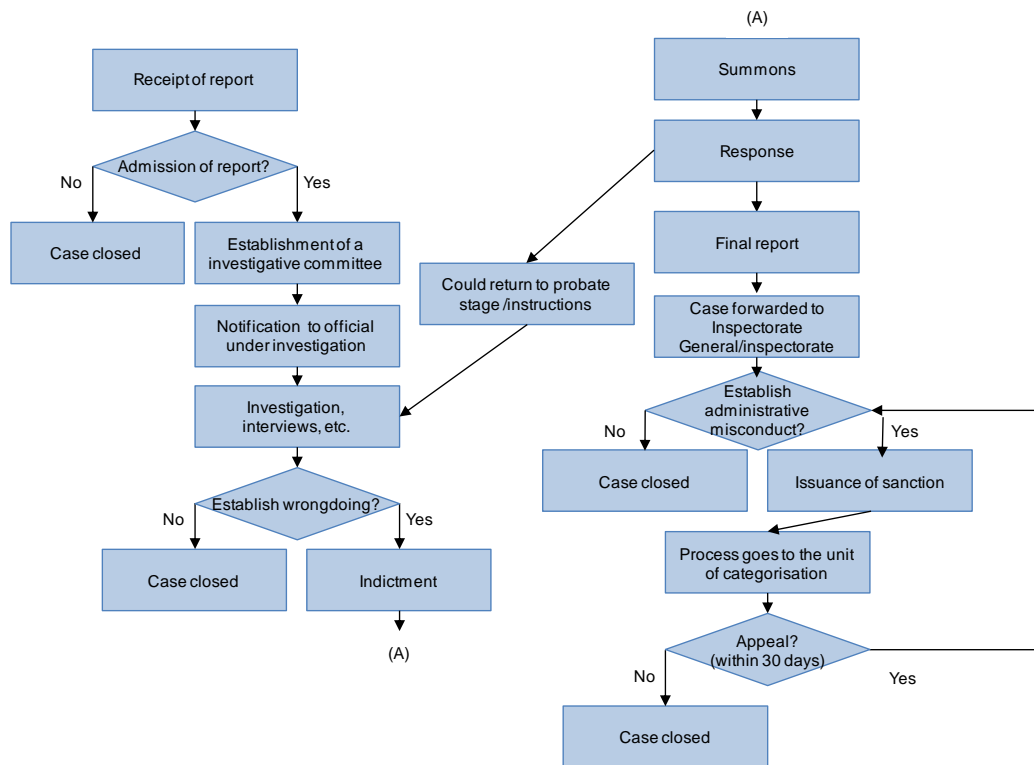 Receipt of report
Admission of report?
No
Yes
Case closed
Establishment of a
investigative committee
Notification to official
under investigation
Investigation,
interviews, etc.
Establish wrongdoing?
No
Yes
Case closed
Indictment
(A)
(A)
Summons
Response
Could return to probate
stage /instructions
Final report
Case forwarded to
Inspectorate
General/inspectorate
Establish
administrative
misconduct?
No
Yes
Case closed
Issuance of sanction
Process goes to the unit
of categorisation
Appeal?
(within 30 days)
No
Yes
Case closed